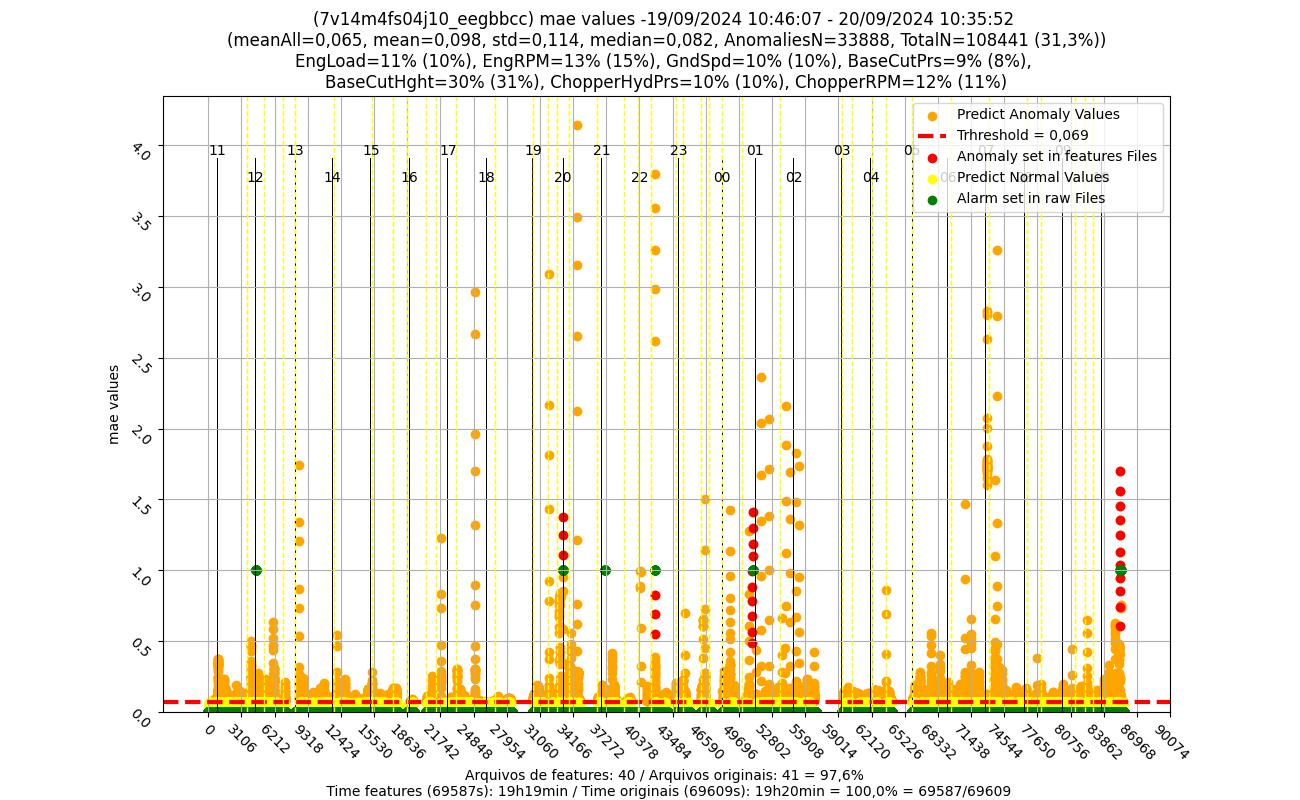 (7v14m4fs04j10_eegbbcc) mae values -19/09/2024 10:46:07 - 20/09/2024 10:35:52
(meanAll=0,065, mean=0,098, std=0,114, median=0,082, AnomaliesN=33888, TotalN=108441 (31,3%))
EngLoad=11% (10%), EngRPM=13% (15%), GndSpd=10% (10%), BaseCutPrs=9% (8%),
BaseCutHght=30% (31%), ChopperHydPrs=10% (10%), ChopperRPM=12% (11%)
Predict Anomaly Values
Trhreshold = 0,069
Anomaly set in features Files
Predict Normal Values
Alarm set in raw Files
11 13 15 17 19 21 23 01 03 05 07 09
12 14 16 18 20 22 00 02 04 06
mae values
4.0
3.5
3.0
2.5
2.0
1.5
1.0
0.5
0.0
0 3106 6212 9318 12424 15530 18636 21742 24848 27954 31060 34166 37272 40378 43484 46590 49696 52802 55908 59014 62120 65226 68332 71438 74544 77650 80756 83862 86968 90074
Arquivos de features: 40 / Arquivos originais: 41 = 97,6%
Time features (69587s): 19h19min / Time originais (69609s): 19h20min = 100,0% = 69587/69609